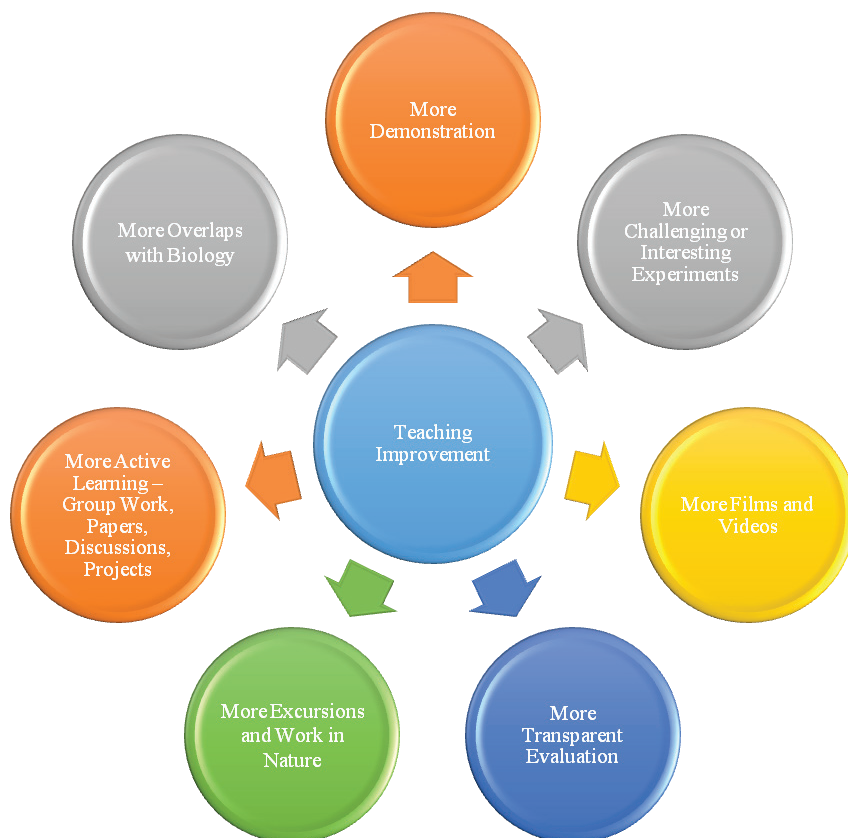 More
Demonstration
More Overlaps
with Biology
More
Challenging or
Interesting
Experiments
Teaching
Improvement
More Active
Learning –
Group Work,
Papers,
Discussions,
Projects
More Films and
Videos
More Excursions
and Work in
Nature
More
Transparent
Evaluation